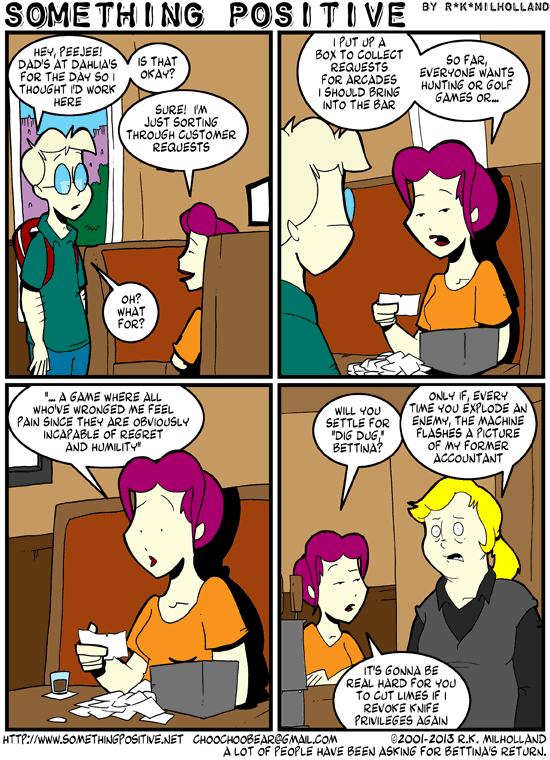 SOMETHING POSITIVE BY R*K*MILHOLLAND
HEY, PEEJEE!
DAD'S AT DAHLIA'S
FOR THE DAY SO I
THOUGHT I'D WORK
HERE
IS THAT
OKAY?
SURE! I'M
JUST SORTING
THROUGH CUSTOMER
REQUESTS
OH?
WHAT
FOR?
I PUT UP A
BOX TO COLLECT
REQUESTS
FOR ARCADES
I SHOULD BRING
INTO THE BAR
SO FAR,
EVERYONE WANTS
HUNTING OR GOLF
GAMES OR...
"... A GAME WHERE ALL
WHO'VE WRONGED ME FEEL
PAIN SINCE THEY ARE OBVIOUSLY
INCAPABLE OF REGRET
AND HUMILITY"
WILL YOU
SETTLE FOR
"DIG DUG,"
BETTINA?
ONLY IF, EVERY
TIME YOU EXPLODE AN
ENEMY, THE MACHINE
FLASHES A PICTURE
OF MY FORMER
ACCOUNTANT
IT'S GONNA BE
REAL HARD FOR YOU
TO CUT LIMES IF I
REVOKE KNIFE
PRIVILEGES AGAIN
HTTP://WWW.SOMETHINGPOSITIVE.NET CHOOCHOOBEAR@GMAIL.COM ©2001-2013 R.K. MILHOLLAND
A LOT OF PEOPLE HAVE BEEN ASKING FOR BETTINA'S RETURN.